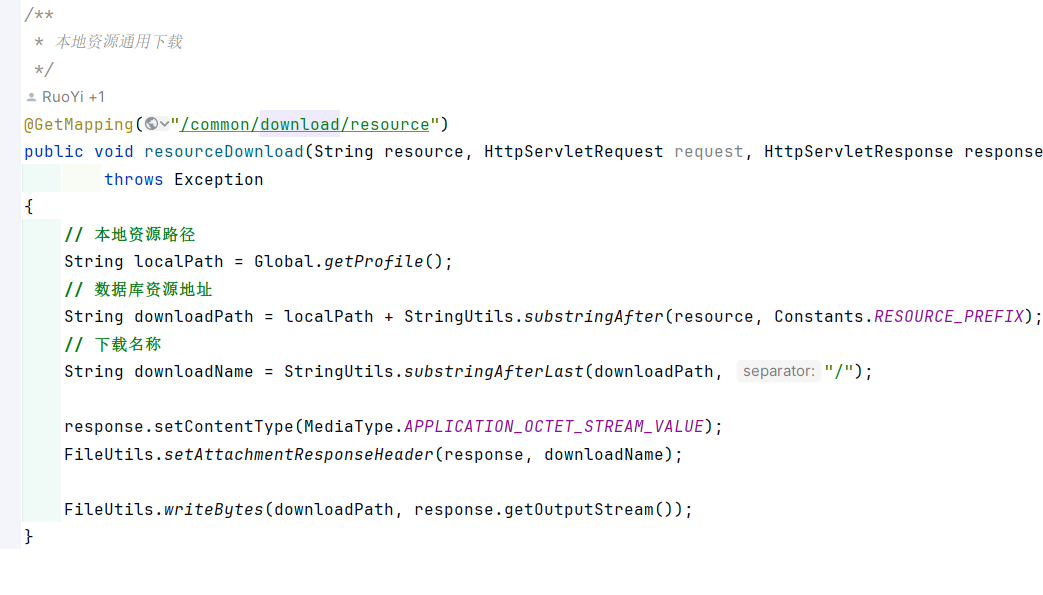 /**
 * 本地资源通用下载
 */
RuoYi +1
@GetMapping("/common/download/resource")
public void resourceDownload(String resource, HttpServletRequest request, HttpServletResponse response
        throws Exception
{
    // 本地资源路径
    String localPath = Global.getProfile();
    // 数据库资源地址
    String downloadPath = localPath + StringUtils.substringAfter(resource, Constants.RESOURCE_PREFIX);
    // 下载名称
    String downloadName = StringUtils.substringAfterLast(downloadPath, separator: "/");
    response.setContentType(MediaType.APPLICATION_OCTET_STREAM_VALUE);
    FileUtils.setAttachmentResponseHeader(response, downloadName);
    FileUtils.writeBytes(downloadPath, response.getOutputStream());
}